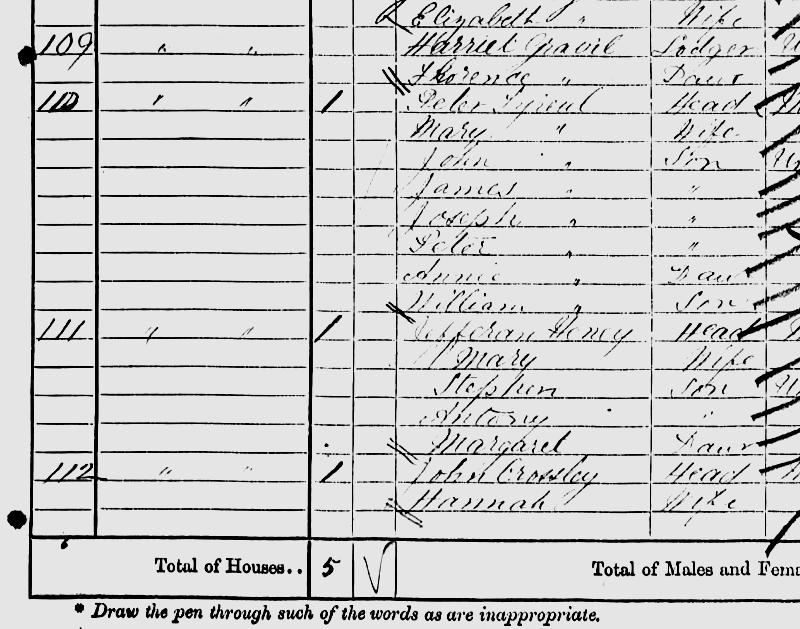 Elizabeth " Wife
109 " " Harriet Gravil Lodger
Florence " Daur
110 " " 1 Peter Head
Mary " Wife
John " Son
James " "
Joseph " "
Peter " "
Annie " Daur
William " Son
111 " " 1 Head
Mary Wife
Stephen Son
Antony "
Margaret Daur
112 " " 1 John Crossley Head
Hannah Wife
Total of Houses.. 5 Total of Males and Fema
* Draw the pen through such of the words as are inappropriate.